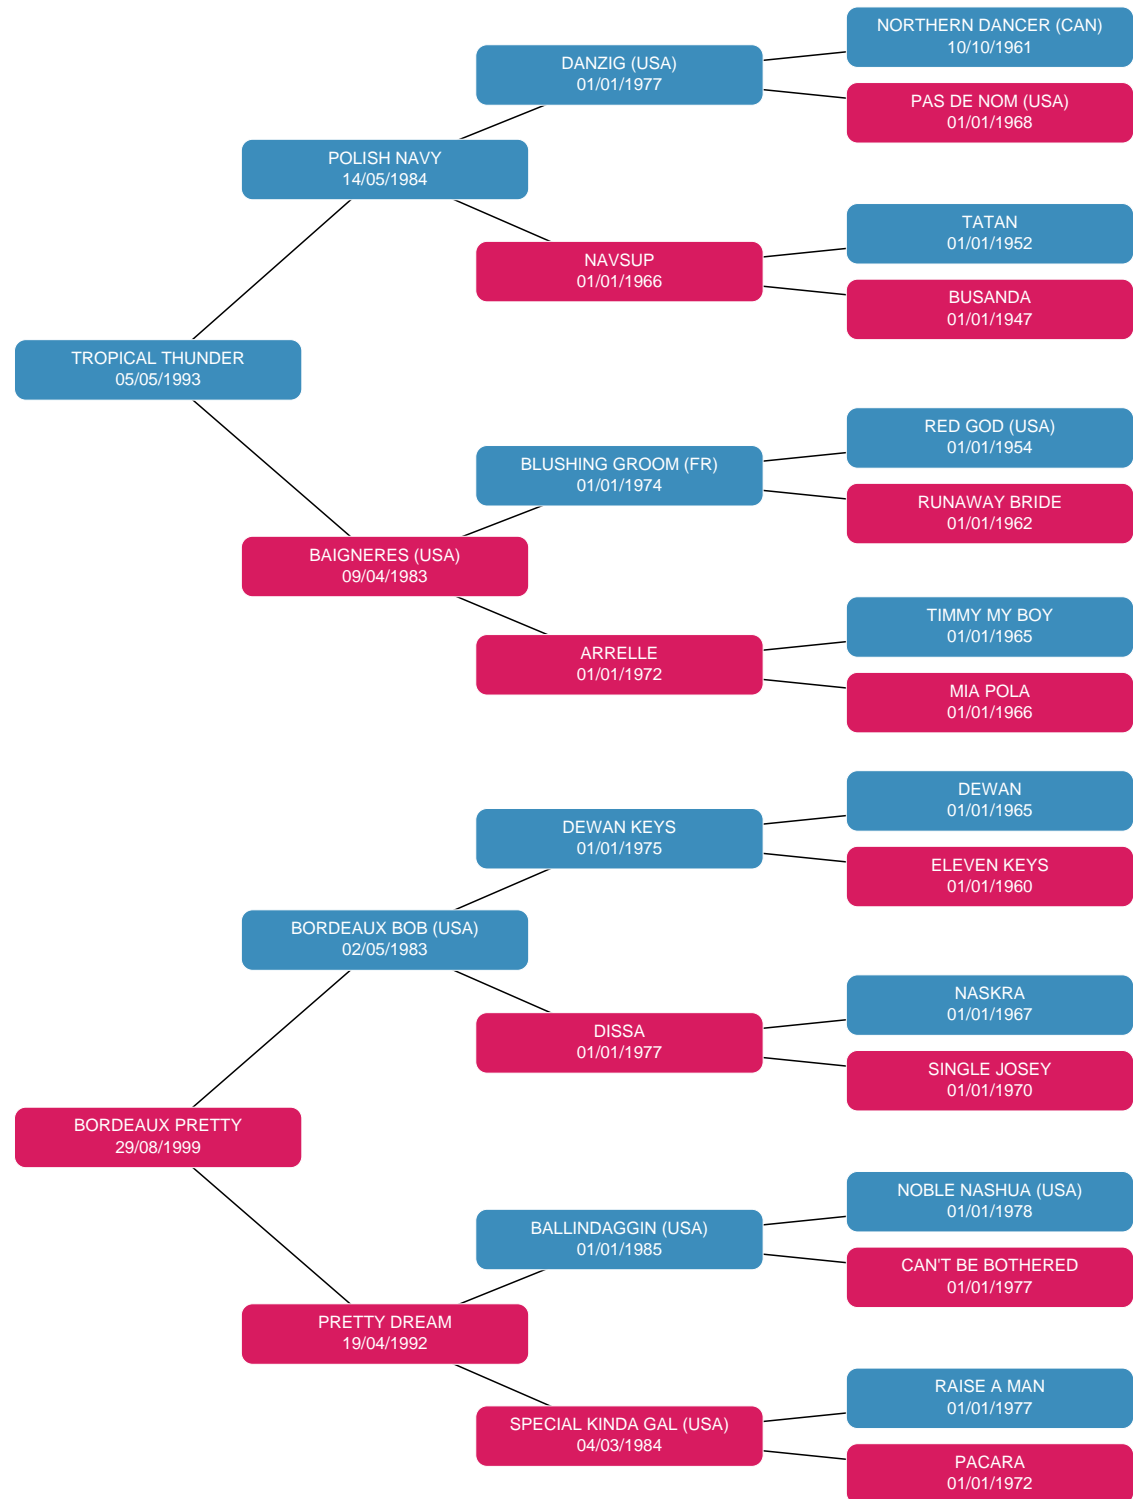 NORTHERN DANCER (CAN)
10/10/1961
DANZIG (USA)
01/01/1977
PAS DE NOM (USA)
01/01/1968
POLISH NAVY
14/05/1984
TATAN
01/01/1952
NAVSUP
01/01/1966
BUSANDA
01/01/1947
TROPICAL THUNDER
05/05/1993
RED GOD (USA)
01/01/1954
BLUSHING GROOM (FR)
01/01/1974
RUNAWAY BRIDE
01/01/1962
BAIGNERES (USA)
09/04/1983
TIMMY MY BOY
01/01/1965
ARRELLE
01/01/1972
MIA POLA
01/01/1966
DEWAN
01/01/1965
DEWAN KEYS
01/01/1975
ELEVEN KEYS
01/01/1960
BORDEAUX BOB (USA)
02/05/1983
NASKRA
01/01/1967
DISSA
01/01/1977
SINGLE JOSEY
01/01/1970
BORDEAUX PRETTY
29/08/1999
NOBLE NASHUA (USA)
01/01/1978
BALLINDAGGIN (USA)
01/01/1985
CAN'T BE BOTHERED
01/01/1977
PRETTY DREAM
19/04/1992
RAISE A MAN
01/01/1977
SPECIAL KINDA GAL (USA)
04/03/1984
PACARA
01/01/1972